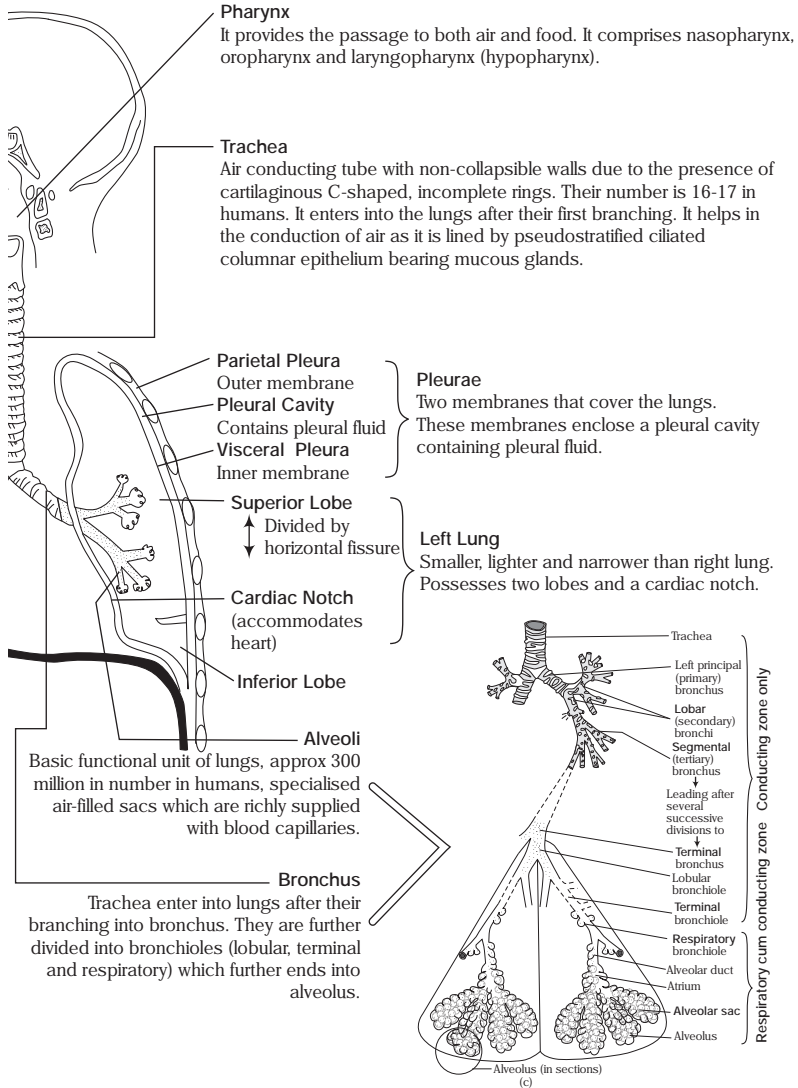 Pharynx
It provides the passage to both air and food. It comprises nasopharynx,
oropharynx and laryngopharynx (hypopharynx).
Trachea
Air conducting tube with non-collapsible walls due to the presence of
cartilaginous C-shaped, incomplete rings. Their number is 16-17 in
humans. It enters into the lungs after their first branching. It helps in
the conduction of air as it is lined by pseudostratified ciliated
columnar epithelium bearing mucous glands.
Parietal Pleura
Outer membrane
Pleural Cavity
Contains pleural fluid
Visceral Pleura
Inner membrane
Pleurae
Two membranes that cover the lungs.
These membranes enclose a pleural cavity
containing pleural fluid.
Superior Lobe
Divided by
horizontal fissure
Cardiac Notch
(accommodates
heart)
Inferior Lobe
Left Lung
Smaller, lighter and narrower than right lung.
Possesses two lobes and a cardiac notch.
Alveoli
Basic functional unit of lungs, approx 300
million in number in humans, specialised
air-filled sacs which are richly supplied
with blood capillaries.
Bronchus
Trachea enter into lungs after their
branching into bronchus. They are further
divided into bronchioles (lobular, terminal
and respiratory) which further ends into
alveolus.
Trachea
Left principal
(primary)
bronchus
Lobar
(secondary)
bronchi
Segmental
(tertiary)
bronchus
Leading after
several
successive
divisions to
Terminal
bronchus
Lobular
bronchiole
Terminal
bronchiole
Respiratory
bronchiole
Alveolar duct
Atrium
Alveolar sac
Alveolus
Alveolus (in sections)
(c)
Conducting zone only
Respiratory cum conducting zone